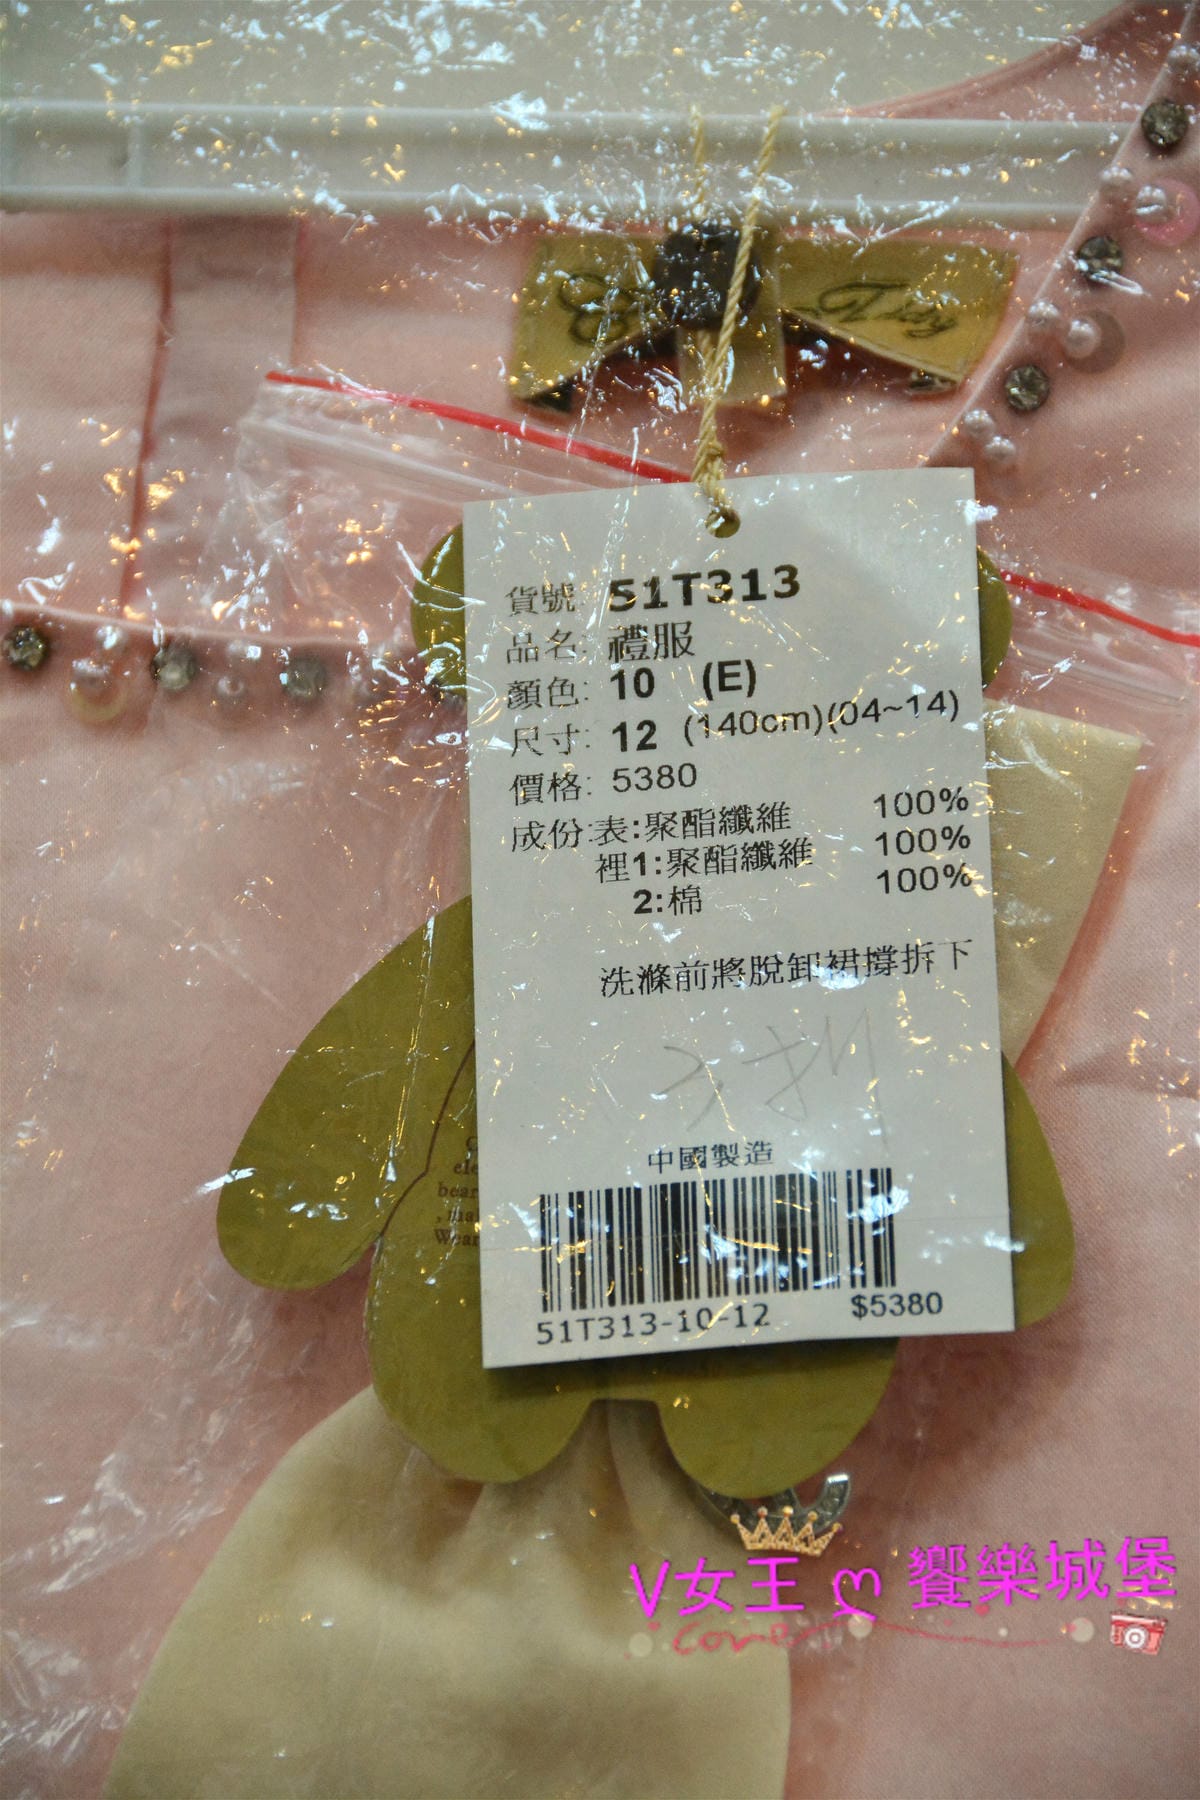 貨號: 51T313
品名: 禮服
顏色: 10 (E)
尺寸: 12 (140cm)(04~14)
價格: 5380
成份:表:聚酯纖維 100%
裡1:聚酯纖維 100%
2:棉 100%
洗滌前將脫卸裙撐拆下
中國製造
51T313-10-12 $5380
V女王 ღ 饗樂城堡